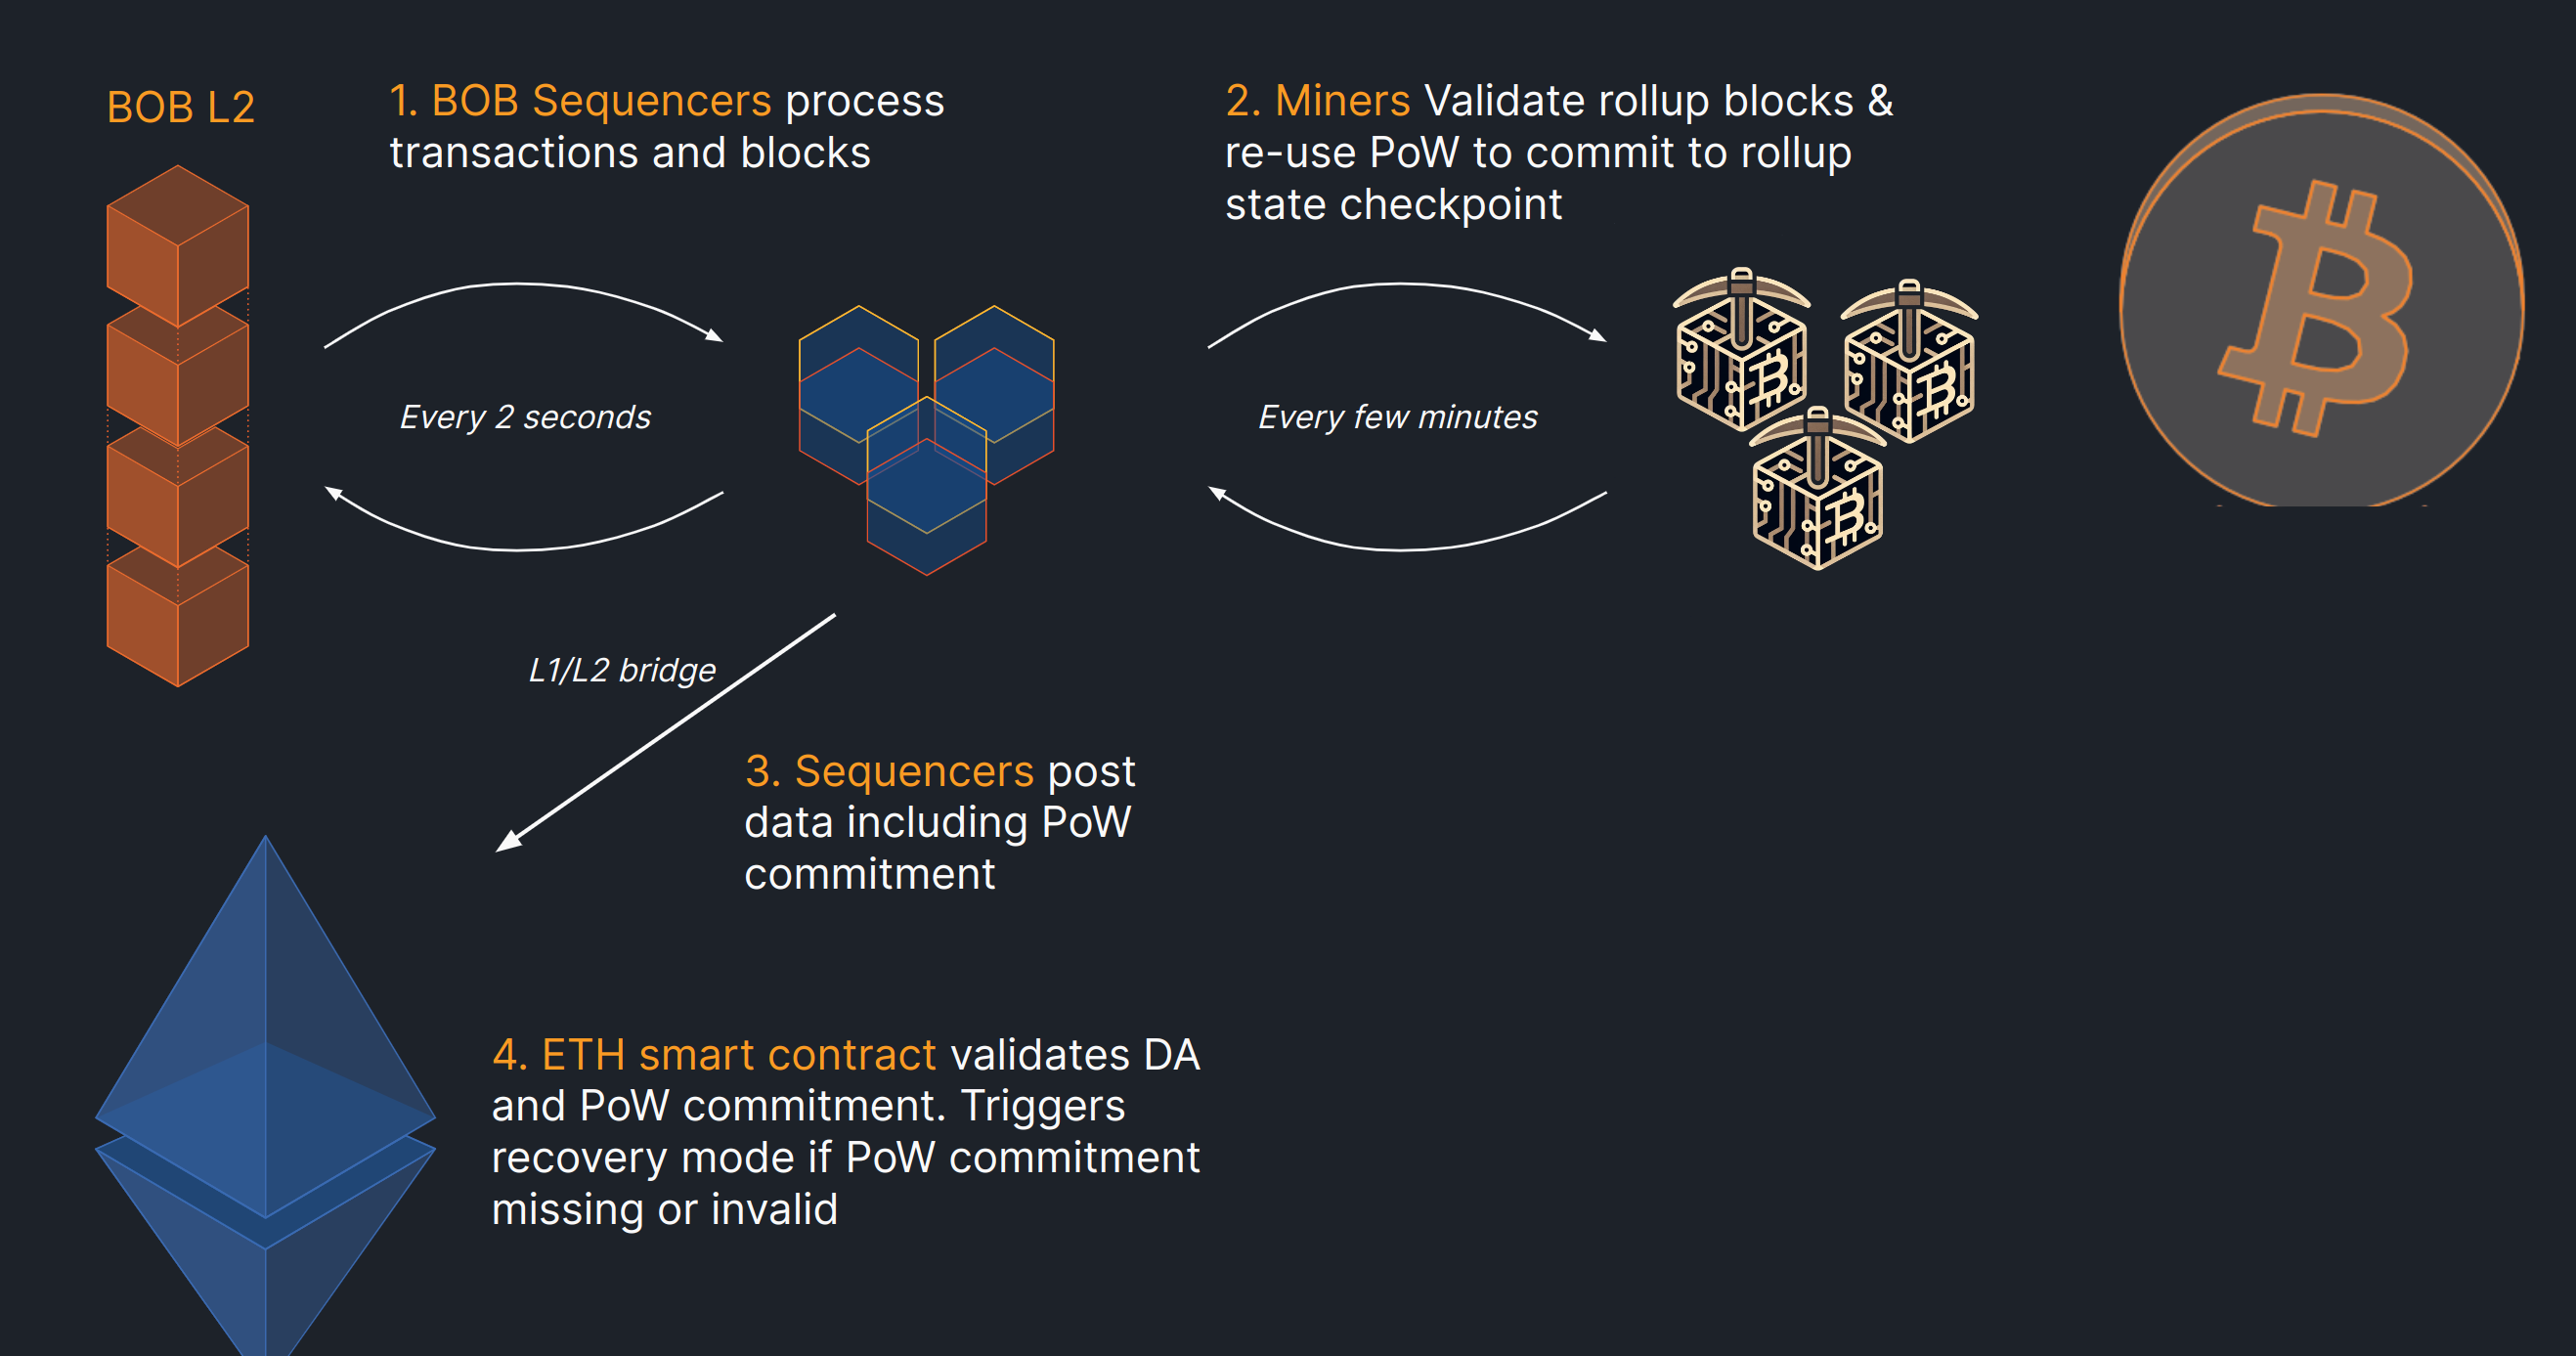 BOB L2
1. BOB Sequencers process
transactions and blocks
2. Miners Validate rollup blocks &
re-use PoW to commit to rollup
state checkpoint
Every 2 seconds
Every few minutes
L1/L2 bridge
3. Sequencers post
data including PoW
commitment
4. ETH smart contract validates DA
and PoW commitment. Triggers
recovery mode if PoW commitment
missing or invalid